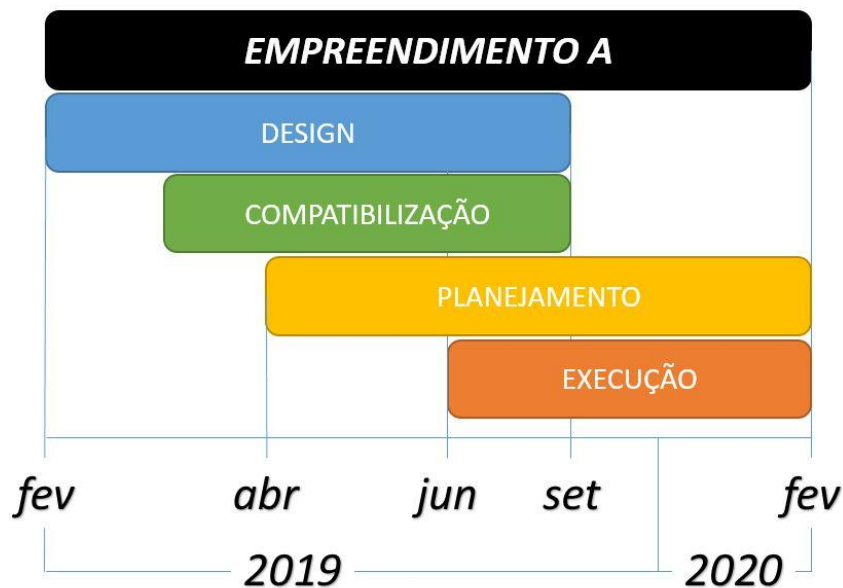 EMPREENDIMENTO A
DESIGN
COMPATIBILIZAÇÃO
PLANEJAMENTO
EXECUÇÃO
fev abr jun set fev
2019 2020